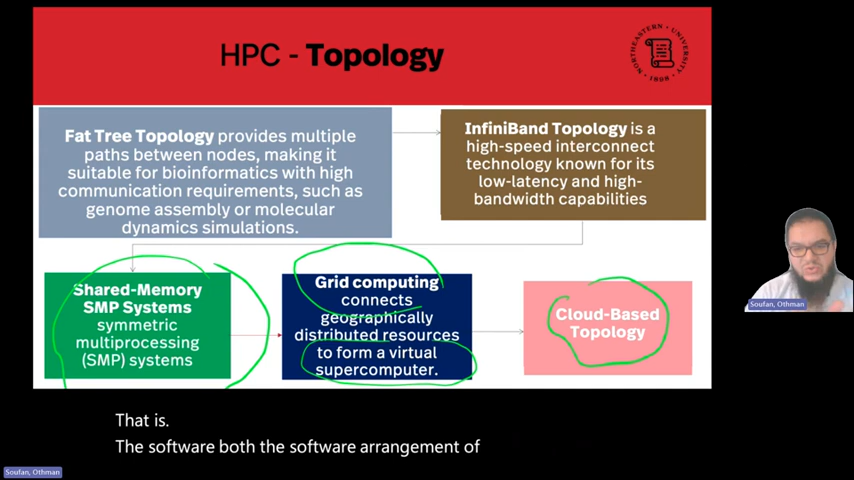 HPC - Topology
NORTHEASTERN · UNIVERSITY
1898
Fat Tree Topology provides multiple
paths between nodes, making it
suitable for bioinformatics with high
communication requirements, such as
genome assembly or molecular
dynamics simulations.
InfiniBand Topology is a
high-speed interconnect
technology known for its
low-latency and high-
bandwidth capabilities
Shared-Memory
SMP Systems
symmetric
multiprocessing
(SMP) systems
Grid computing
connects
geographically
distributed resources
to form a virtual
supercomputer.
Cloud-Based
Topology
Soufan, Othman
That is.
The software both the software arrangement of
Soufan, Othman